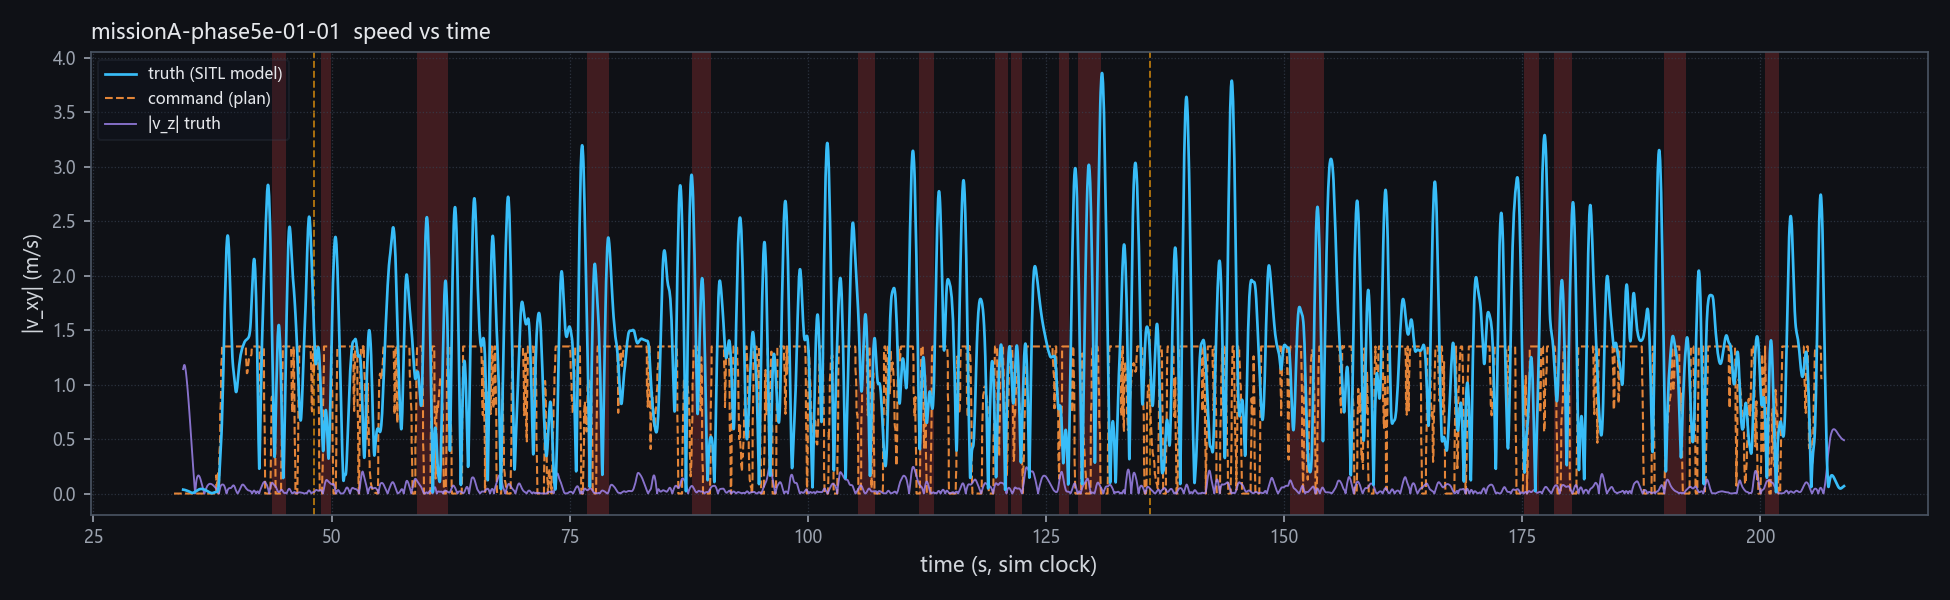 missionA-phase5e-01-01 speed vs time
truth (SITL model)
command (plan)
|v_z| truth
|v_xy| (m/s)
4.0
3.5
3.0
2.5
2.0
1.5
1.0
0.5
0.0
25 50 75 100 125 150 175 200
time (s, sim clock)